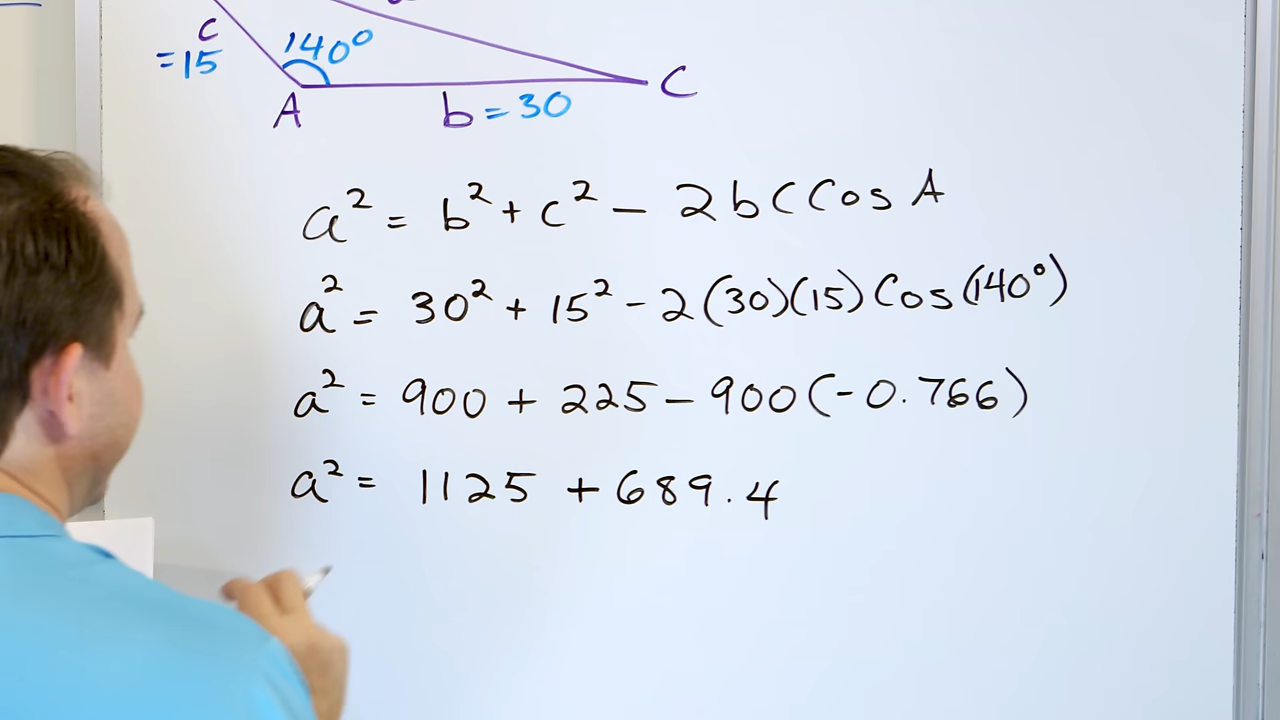 c
=15
140°
A
b = 30
C
a² = b² + c² − 2bc Cos A
a² = 30² + 15² − 2(30)(15) Cos(140°)
a² = 900 + 225 − 900(−0.766)
a² = 1125 + 689.4